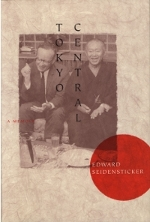 TOKYO
CENTRAL
A MEMOIR
EDWARD
SEIDENSTICKER